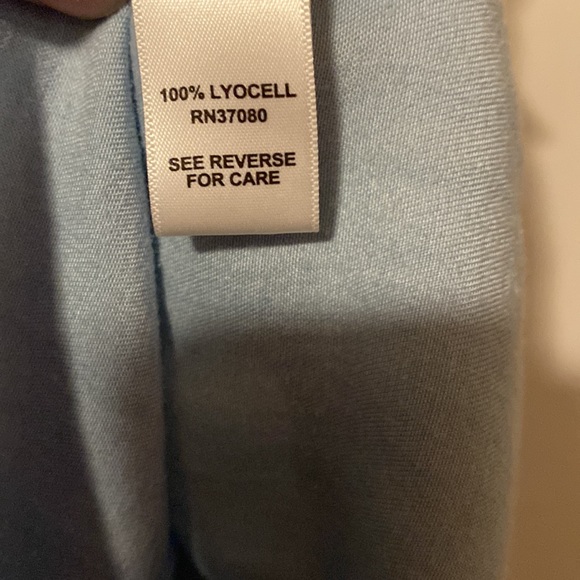 100% LYOCELL
RN37080
SEE REVERSE
FOR CARE